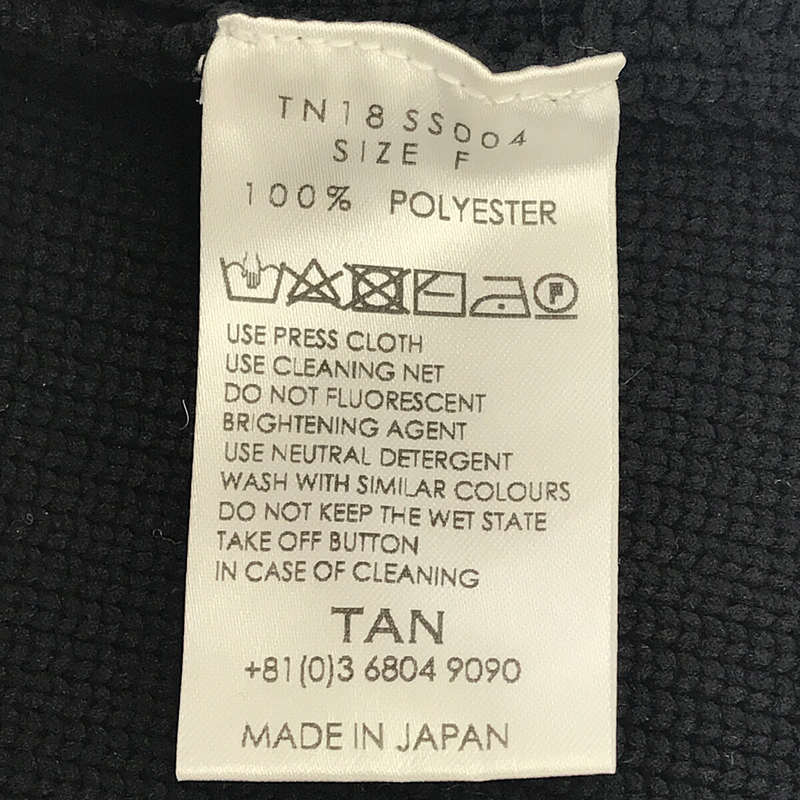 TN18SS004
SIZE F
100% POLYESTER
P
USE PRESS CLOTH
USE CLEANING NET
DO NOT FLUORESCENT
BRIGHTENING AGENT
USE NEUTRAL DETERGENT
WASH WITH SIMILAR COLOURS
DO NOT KEEP THE WET STATE
TAKE OFF BUTTON
IN CASE OF CLEANING
TAN
+81(0)3 6804 9090
MADE IN JAPAN